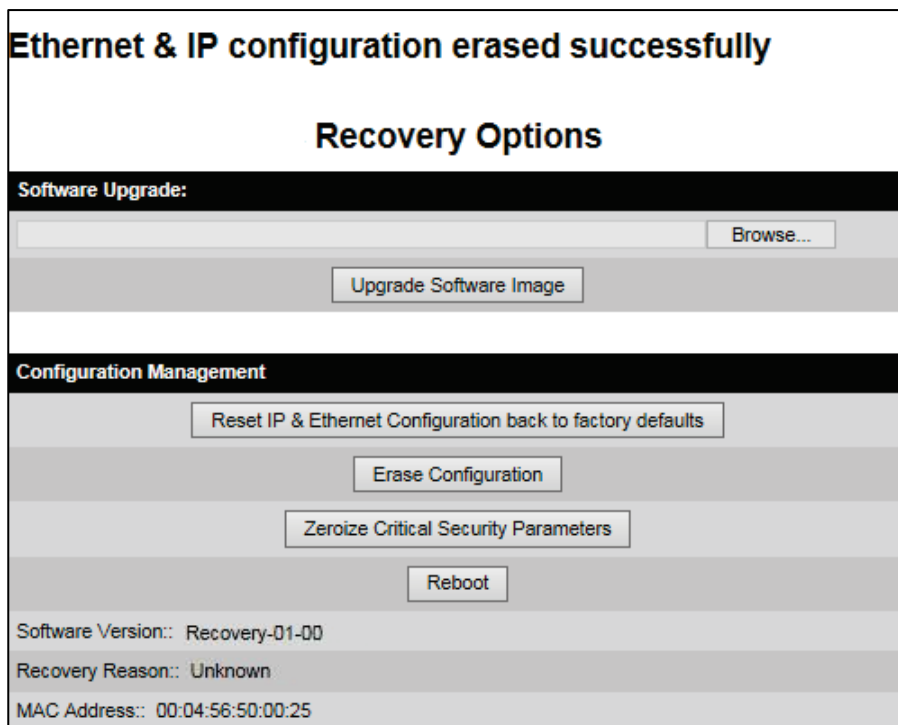 Ethernet & IP configuration erased successfully
Recovery Options
Software Upgrade:
Browse...
Upgrade Software Image
Configuration Management
Reset IP & Ethernet Configuration back to factory defaults
Erase Configuration
Zeroize Critical Security Parameters
Reboot
Software Version:: Recovery-01-00
Recovery Reason:: Unknown
MAC Address:: 00:04:56:50:00:25